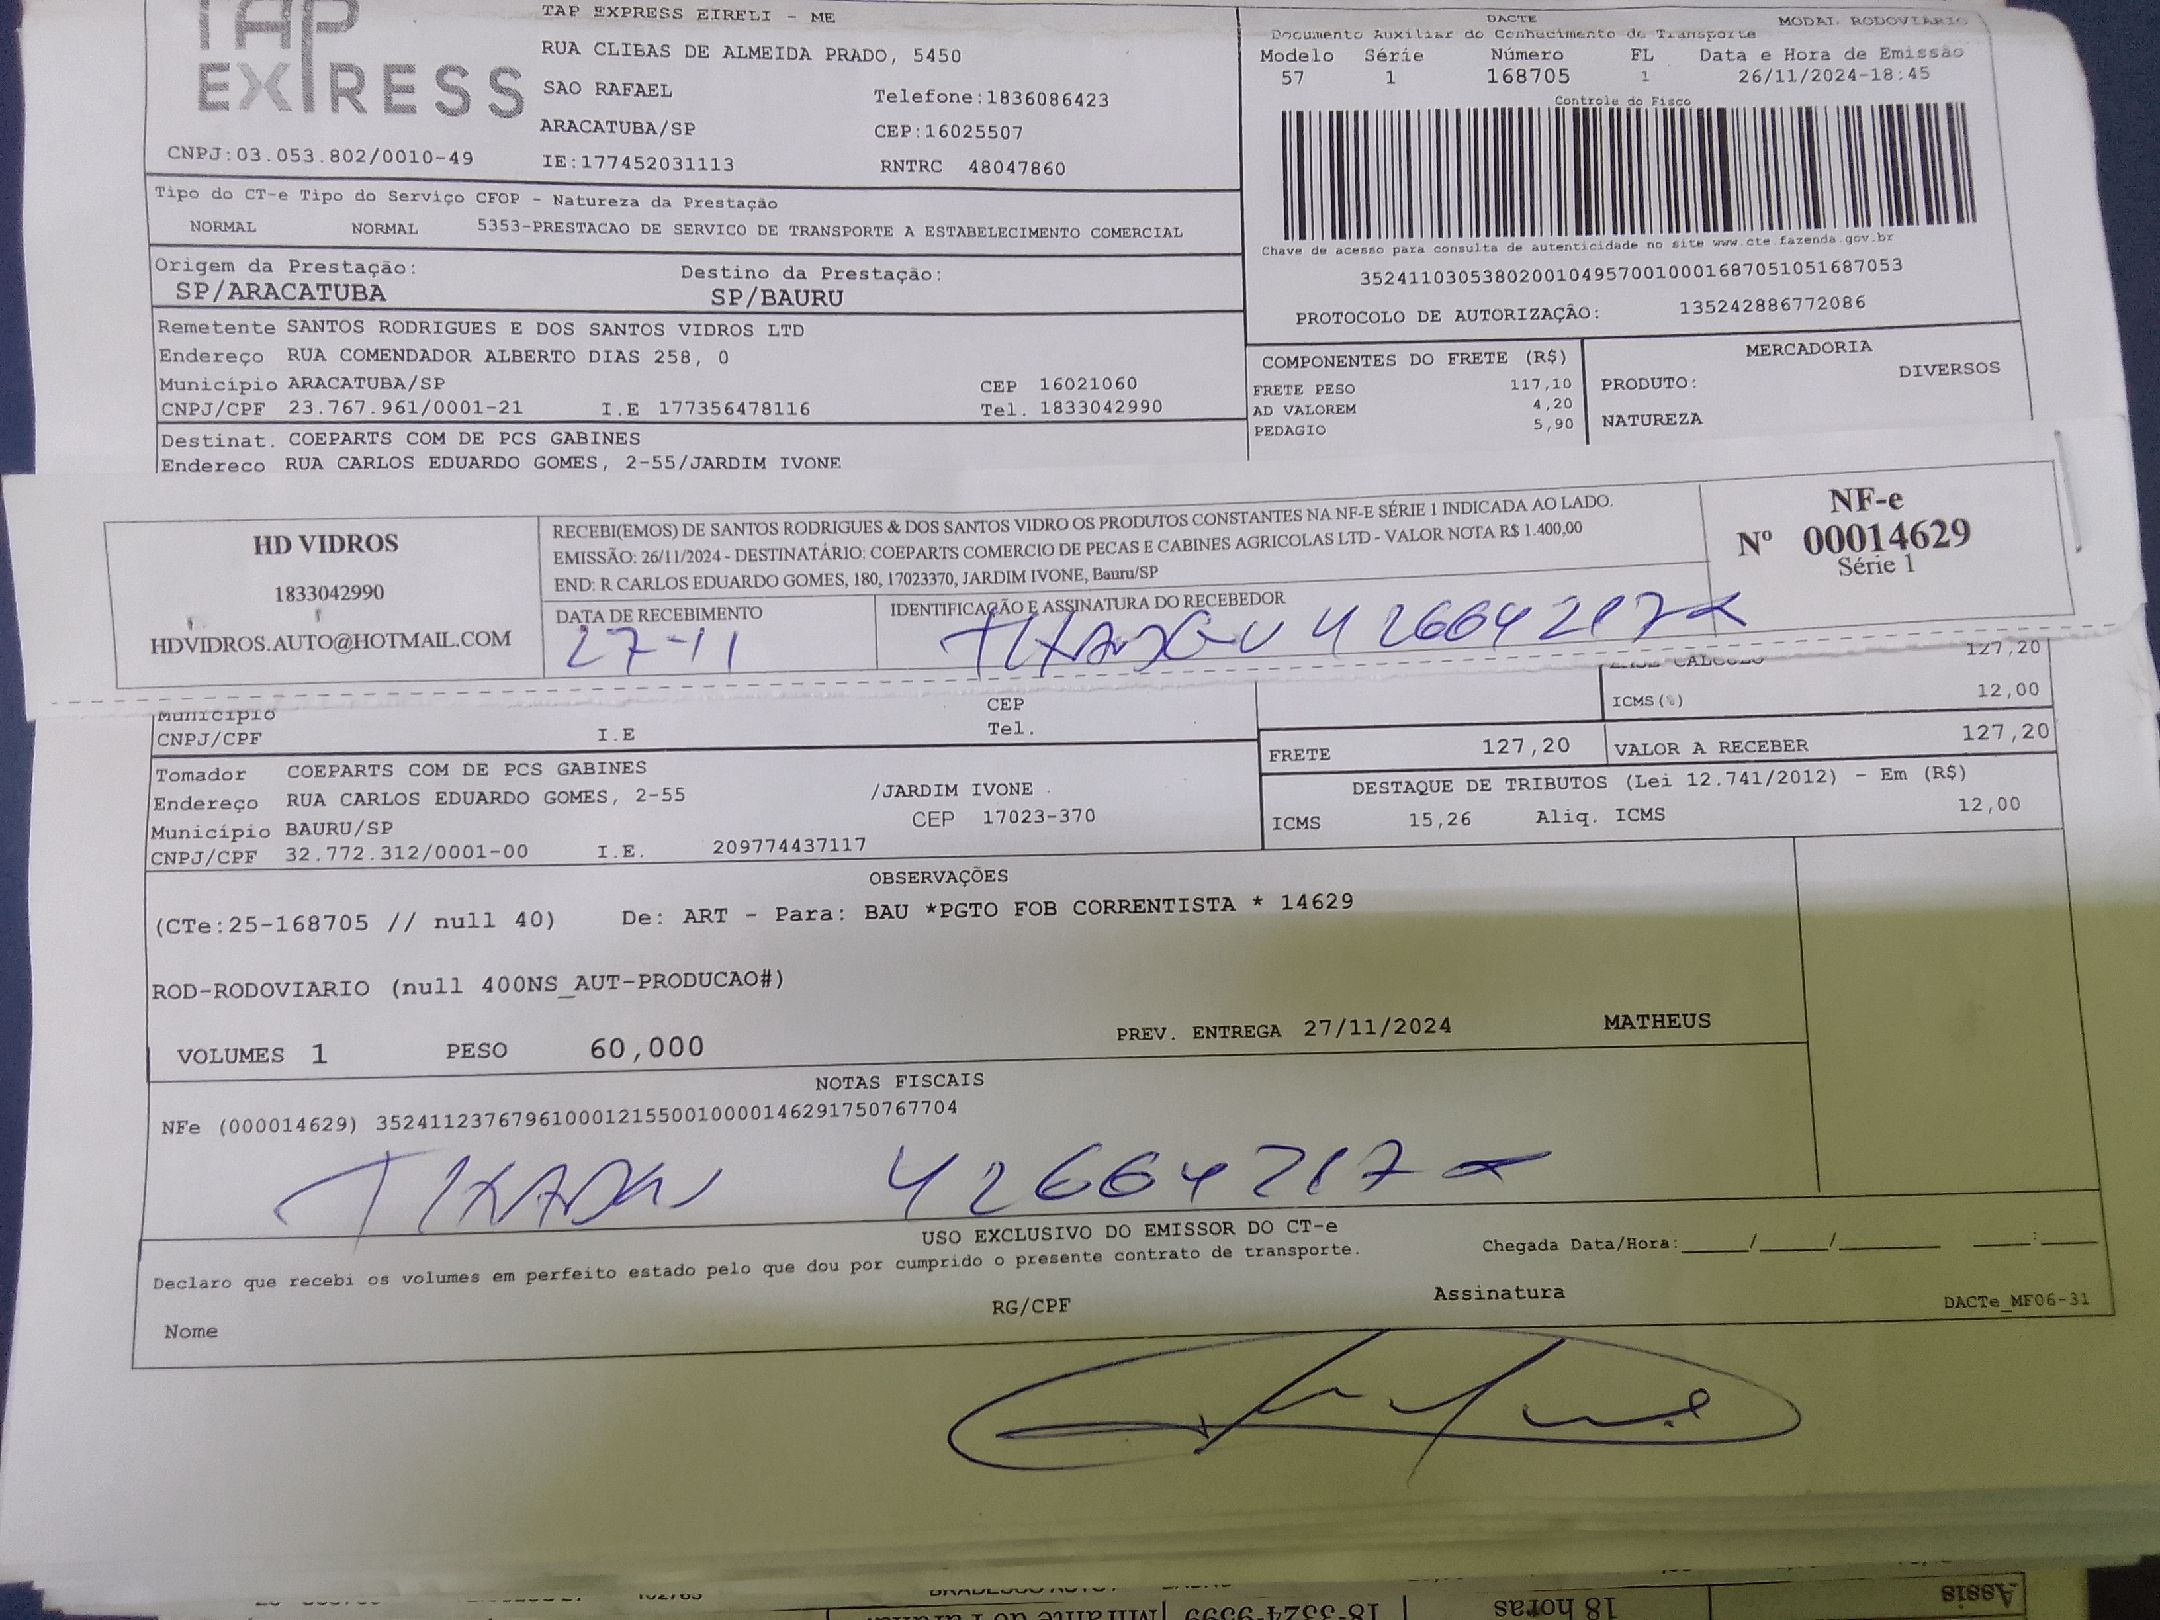 TAP
EXPRESS
TAP EXPRESS EIRELI - ME
RUA CLIBAS DE ALMEIDA PRADO, 5450
SAO RAFAEL
Telefone:1836086423
ARACATUBA/SP
CEP:16025507
CNPJ:03.053.802/0010-49
IE:177452031113
RNTRC 48047860
DACTE
MODAL RODOVIARIO
Documento Auxiliar do Conhecimento de Transporte
Modelo Série Número FL Data e Hora de Emissão
57 1 168705 1 26/11/2024-18:45
Controle do Fisco
Chave de acesso para consulta de autenticidade no site www.cte.fazenda.gov.br
35241103053802001049570010001687051051687053
PROTOCOLO DE AUTORIZAÇÃO: 135242886772086
Tipo do CT-e Tipo do Serviço CFOP - Natureza da Prestação
NORMAL NORMAL 5353-PRESTACAO DE SERVICO DE TRANSPORTE A ESTABELECIMENTO COMERCIAL
Origem da Prestação: Destino da Prestação:
SP/ARACATUBA SP/BAURU
Remetente SANTOS RODRIGUES E DOS SANTOS VIDROS LTD
Endereço RUA COMENDADOR ALBERTO DIAS 258, 0
Município ARACATUBA/SP CEP 16021060
CNPJ/CPF 23.767.961/0001-21 I.E 177356478116 Tel. 1833042990
Destinat. COEPARTS COM DE PCS GABINES
Endereco RUA CARLOS EDUARDO GOMES, 2-55/JARDIM IVONE
COMPONENTES DO FRETE (R$)
FRETE PESO 117,10
AD VALOREM 4,20
PEDAGIO 5,90
MERCADORIA
PRODUTO: DIVERSOS
NATUREZA
HD VIDROS
1833042990
HDVIDROS.AUTO@HOTMAIL.COM
RECEBI(EMOS) DE SANTOS RODRIGUES & DOS SANTOS VIDRO OS PRODUTOS CONSTANTES NA NF-E SÉRIE 1 INDICADA AO LADO.
EMISSÃO: 26/11/2024 - DESTINATÁRIO: COEPARTS COMERCIO DE PECAS E CABINES AGRICOLAS LTD - VALOR NOTA R$ 1.400,00
END: R CARLOS EDUARDO GOMES, 180, 17023370, JARDIM IVONE, Bauru/SP
DATA DE RECEBIMENTO
27-11
IDENTIFICAÇÃO E ASSINATURA DO RECEBEDOR
NF-e
Nº 00014629
Série 1
127,20
ICMS(%) 12,00
Município CEP
CNPJ/CPF I.E Tel.
FRETE 127,20 VALOR A RECEBER 127,20
Tomador COEPARTS COM DE PCS GABINES
Endereço RUA CARLOS EDUARDO GOMES, 2-55 /JARDIM IVONE
Município BAURU/SP CEP 17023-370
CNPJ/CPF 32.772.312/0001-00 I.E. 209774437117
DESTAQUE DE TRIBUTOS (Lei 12.741/2012) - Em (R$)
ICMS 15,26 Aliq. ICMS 12,00
OBSERVAÇÕES
(CTe:25-168705 // null 40) De: ART - Para: BAU *PGTO FOB CORRENTISTA * 14629
ROD-RODOVIARIO (null 400NS_AUT-PRODUCAO#)
VOLUMES 1 PESO 60,000 PREV. ENTREGA 27/11/2024 MATHEUS
NOTAS FISCAIS
NFe (000014629) 35241123767961000121550010000146291750767704
USO EXCLUSIVO DO EMISSOR DO CT-e
Declaro que recebi os volumes em perfeito estado pelo que dou por cumprido o presente contrato de transporte.
Chegada Data/Hora:____/____/______ ___:___
Nome RG/CPF Assinatura DACTe_MF06-31
18 horas
Assis